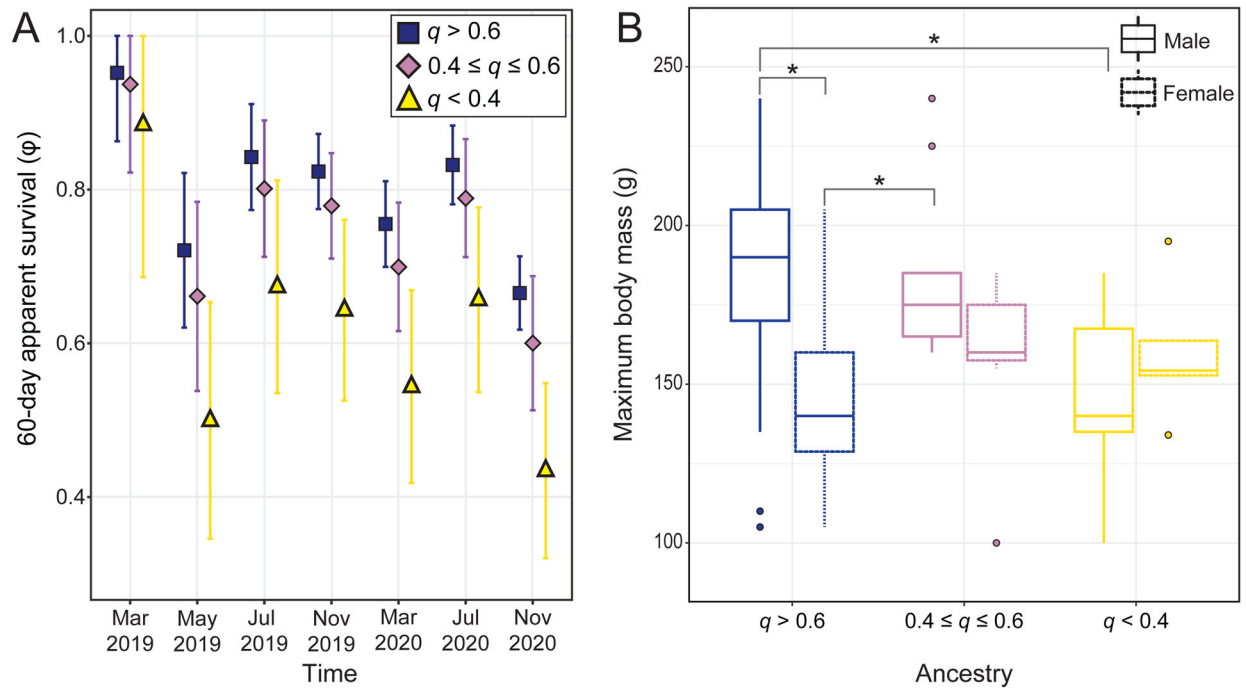 A
q > 0.6
0.4 ≤ q ≤ 0.6
q < 0.4
60-day apparent survival (φ)
1.0
0.8
0.6
0.4
Mar
2019
May
2019
Jul
2019
Nov
2019
Mar
2020
Jul
2020
Nov
2020
Time
B
Male
Female
*
*
*
Maximum body mass (g)
250
200
150
100
q > 0.6
0.4 ≤ q ≤ 0.6
q < 0.4
Ancestry